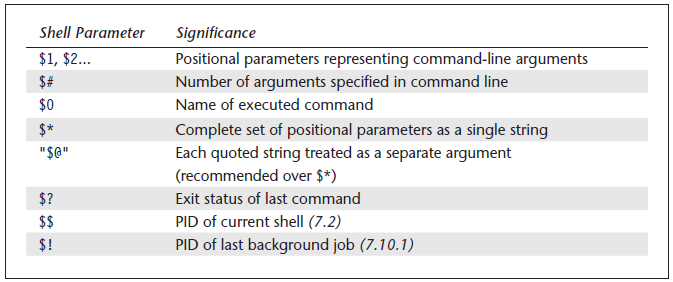 Shell Parameter Significance
$1, $2... Positional parameters representing command-line arguments
$# Number of arguments specified in command line
$0 Name of executed command
$* Complete set of positional parameters as a single string
"$@" Each quoted string treated as a separate argument
(recommended over $*)
$? Exit status of last command
$$ PID of current shell (7.2)
$! PID of last background job (7.10.1)